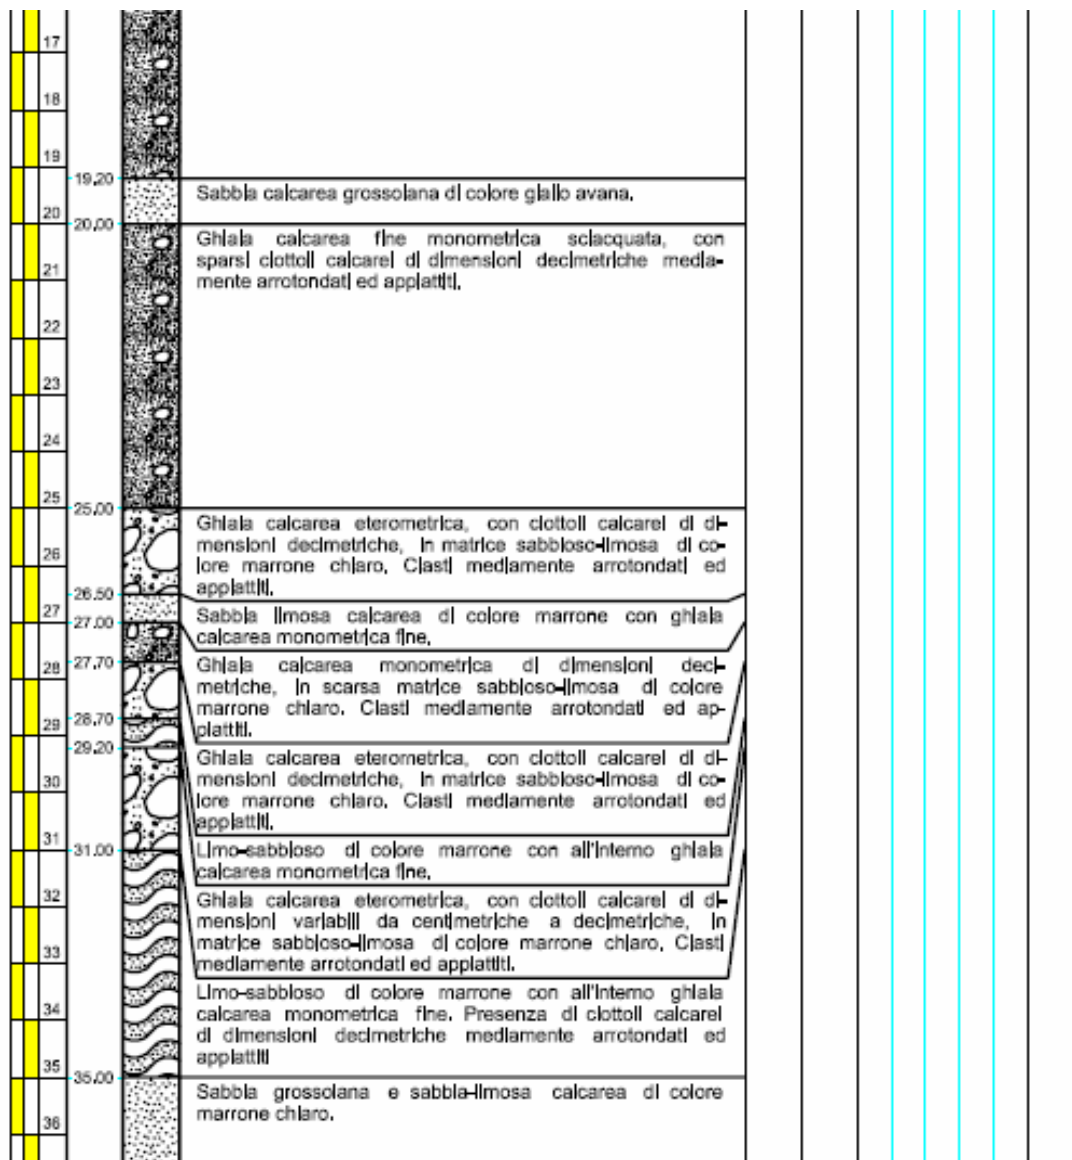 17
18
19
19,20
Sabbia calcarea grossolana di colore giallo avana.
20
20,00
Ghiaia calcarea fine monometrica sciacquata, con
sparsi ciottoli calcarei di dimensioni decimetriche media-
mente arrotondati ed appiattiti.
21
22
23
24
25
25,00
Ghiaia calcarea eterometrica, con ciottoli calcarei di di-
mensioni decimetriche, in matrice sabbioso-limosa di co-
lore marrone chiaro. Clasti mediamente arrotondati ed
appiattiti.
26
26,50
27
Sabbia limosa calcarea di colore marrone con ghiaia
calcarea monometrica fine.
27,00
27,70
28
Ghiaia calcarea monometrica di dimensioni deci-
metriche, in scarsa matrice sabbioso-limosa di colore
marrone chiaro. Clasti mediamente arrotondati ed ap-
piattiti.
28,70
29
29,20
Ghiaia calcarea eterometrica, con ciottoli calcarei di di-
mensioni decimetriche, in matrice sabbioso-limosa di co-
lore marrone chiaro. Clasti mediamente arrotondati ed
appiattiti.
30
31
31,00
Limo-sabbioso di colore marrone con all'interno ghiaia
calcarea monometrica fine.
32
Ghiaia calcarea eterometrica, con ciottoli calcarei di di-
mensioni variabili da centimetriche a decimetriche, in
matrice sabbioso-limosa di colore marrone chiaro. Clasti
mediamente arrotondati ed appiattiti.
33
34
Limo-sabbioso di colore marrone con all'interno ghiaia
calcarea monometrica fine. Presenza di ciottoli calcarei
di dimensioni decimetriche mediamente arrotondati ed
appiattiti
35
35,00
Sabbia grossolana e sabbia-limosa calcarea di colore
marrone chiaro.
36